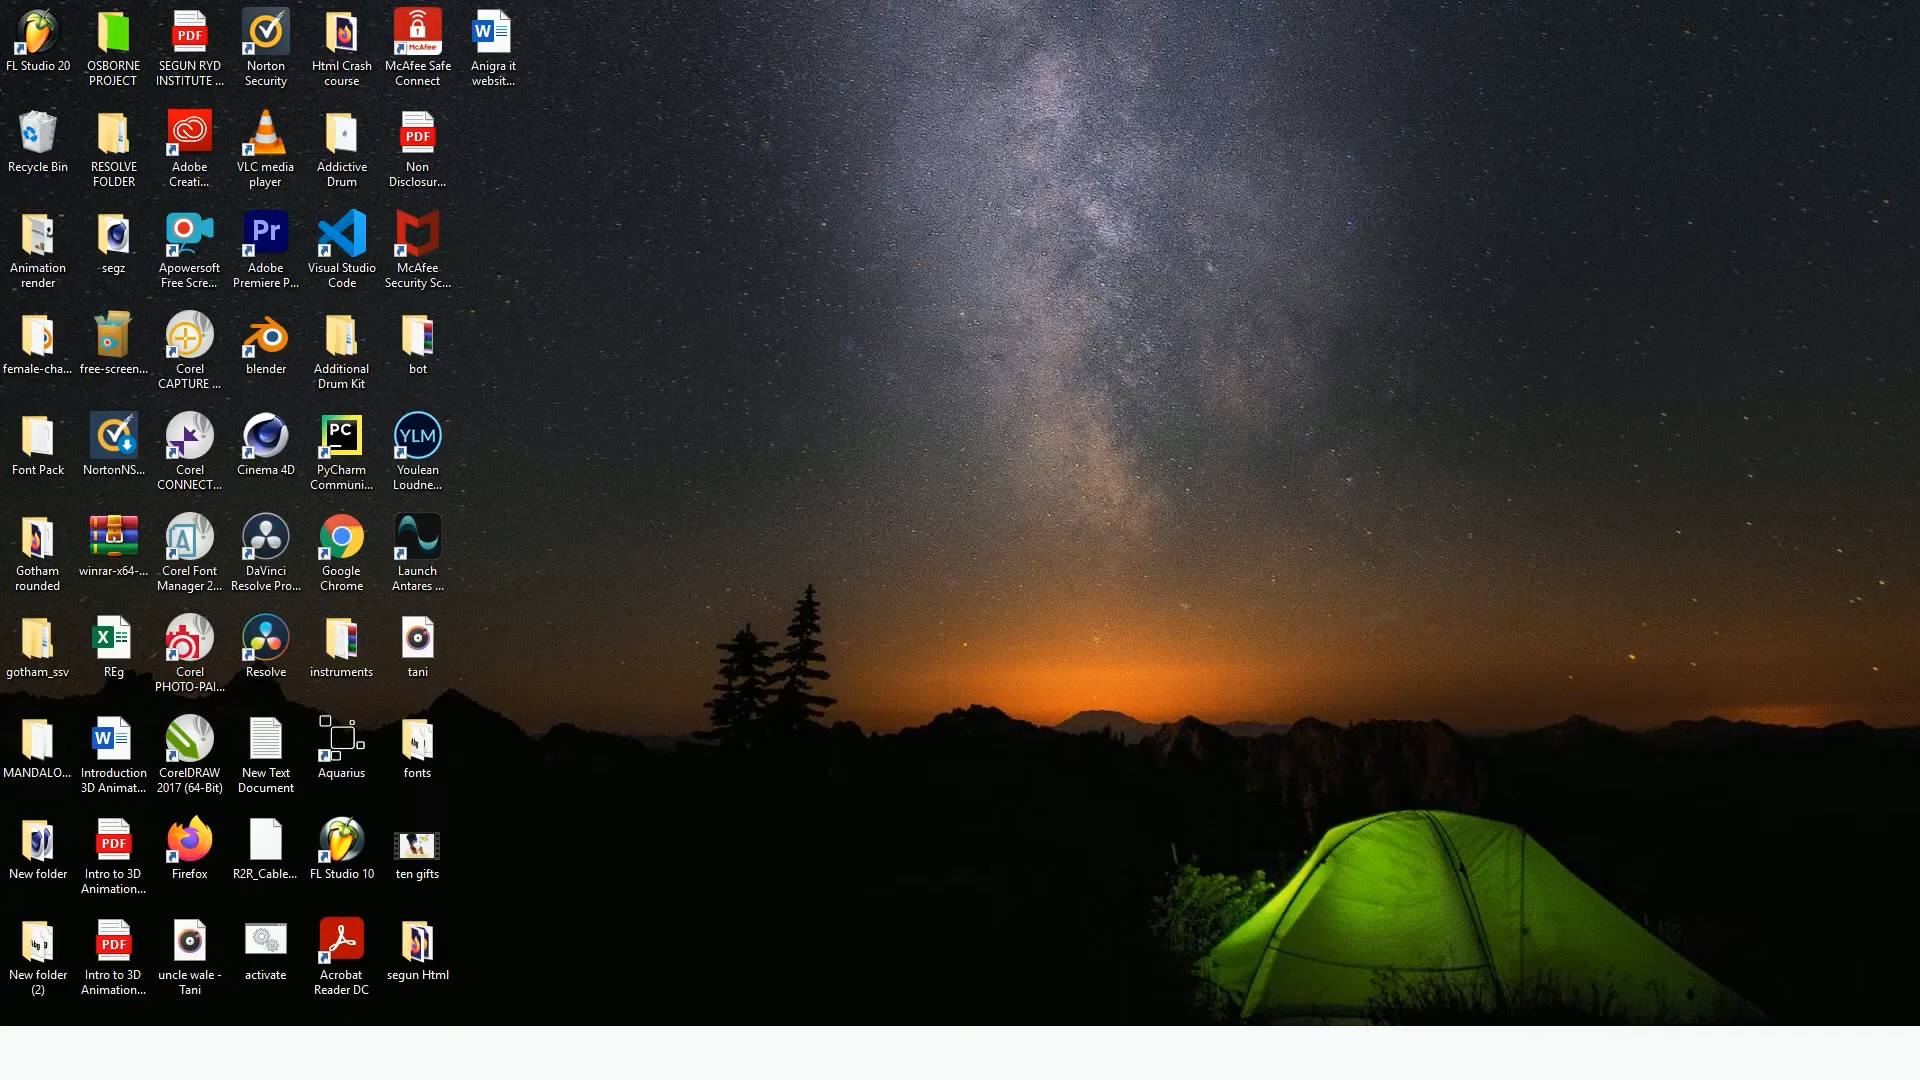 FL Studio 20
OSBORNE
PROJECT
SEGUN RYD
INSTITUTE ...
Norton
Security
Html Crash
course
McAfee
McAfee Safe
Connect
Anigra it
websit...
Recycle Bin
RESOLVE
FOLDER
Adobe
Creati...
VLC media
player
Addictive
Drum
PDF
Non
Disclosur...
Animation
render
segz
Apowersoft
Free Scre...
Pr
Adobe
Premiere P...
Visual Studio
Code
McAfee
Security Sc...
female-cha...
free-screen...
Corel
CAPTURE ...
blender
Additional
Drum Kit
bot
Font Pack
NortonNS...
Corel
CONNECT...
Cinema 4D
PC
PyCharm
Communi...
YLM
Youlean
Loudne...
Gotham
rounded
winrar-x64-...
Corel Font
Manager 2...
DaVinci
Resolve Pro...
Google
Chrome
Launch
Antares ...
gotham_ssv
REg
Corel
PHOTO-PAI...
Resolve
instruments
tani
MANDALO...
Introduction
3D Animat...
CorelDRAW
2017 (64-Bit)
New Text
Document
Aquarius
fonts
New folder
PDF
Intro to 3D
Animation...
Firefox
R2R_Cable...
FL Studio 10
ten gifts
New folder
(2)
PDF
Intro to 3D
Animation...
uncle wale -
Tani
activate
Acrobat
Reader DC
segun Html